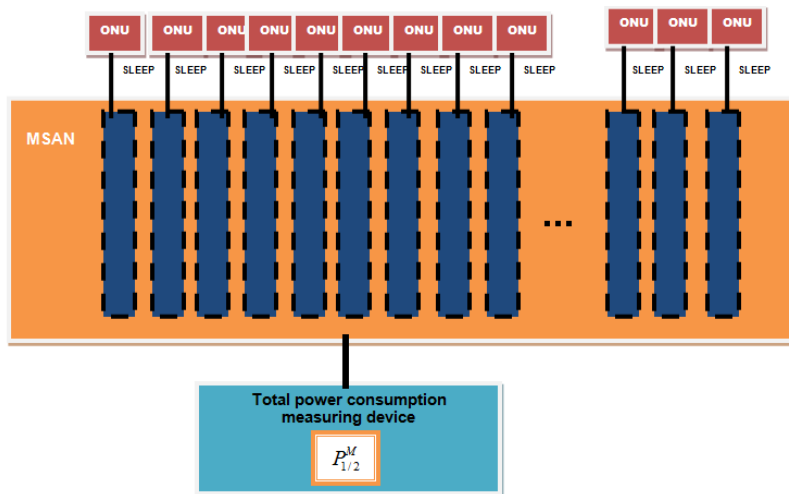 ONU ONU ONU ONU ONU ONU ONU ONU ONU ONU ONU ONU
SLEEP SLEEP SLEEP SLEEP SLEEP SLEEP SLEEP SLEEP SLEEP SLEEP SLEEP SLEEP
MSAN
...
Total power consumption
measuring device
P^M_{1/2}